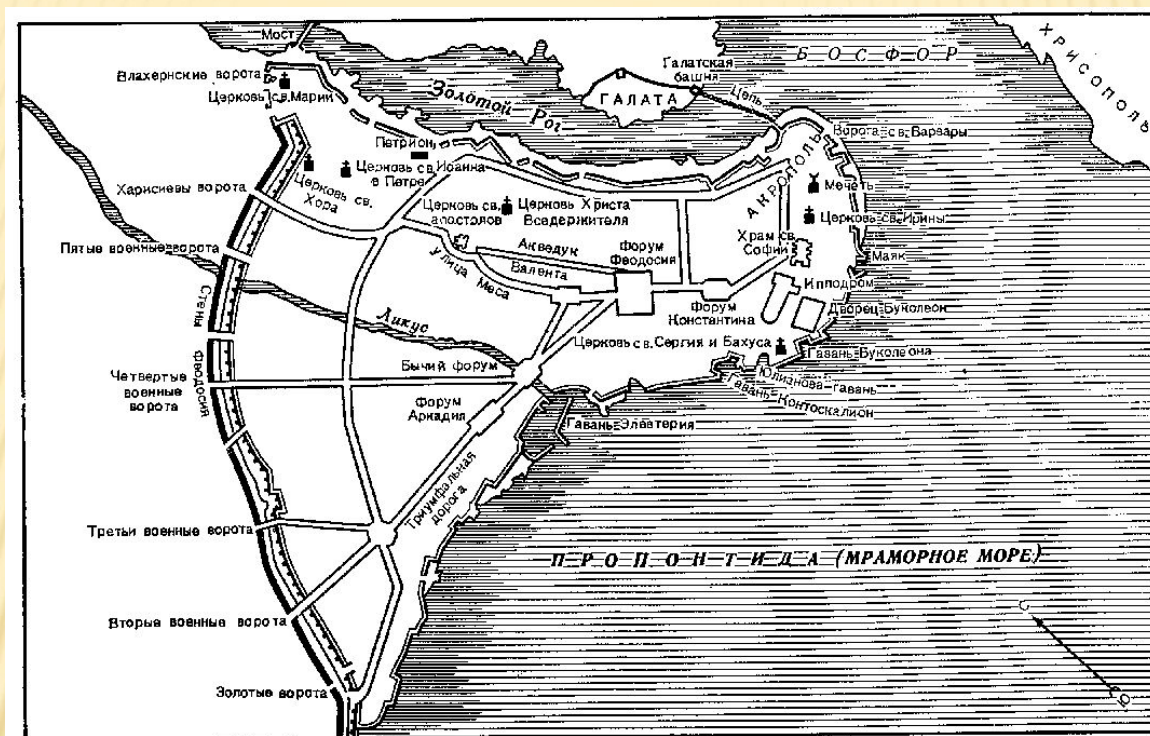 Мост
Влахернские ворота
Церковь св. Марии
Золотой Рог
Галатская
башня
ГАЛАТА
Цепь
БОСФОР
ХРИСОПОЛЬ
Ворота св. Варвары
АКРОПОЛЬ
Мечеть
Церковь св. Ирины
Храм св.
Софии
Маяк
Ипподром
Дворец Буколеон
Гавань Буколеона
Юлианова гавань
Гавань Контоскалион
Петрион
Церковь св. Иоанна
в Петре
Церковь св.
Хора
Харисиевы ворота
Церковь св.
апостолов
Церковь Христа
Вседержителя
Пятые военные ворота
Акведук
Валента
улица Меса
Форум
Феодосия
Форум
Константина
Стены
Феодосия
Ликус
Церковь св. Сергия и Бахуса
Бычий форум
Четвертые
военные
ворота
Форум
Аркадия
Гавань Элевтерия
Триумфальная
дорога
Третьи военные ворота
ПРОПОНТИДА (МРАМОРНОЕ МОРЕ)
Вторые военные ворота
Золотые ворота
С
Ю